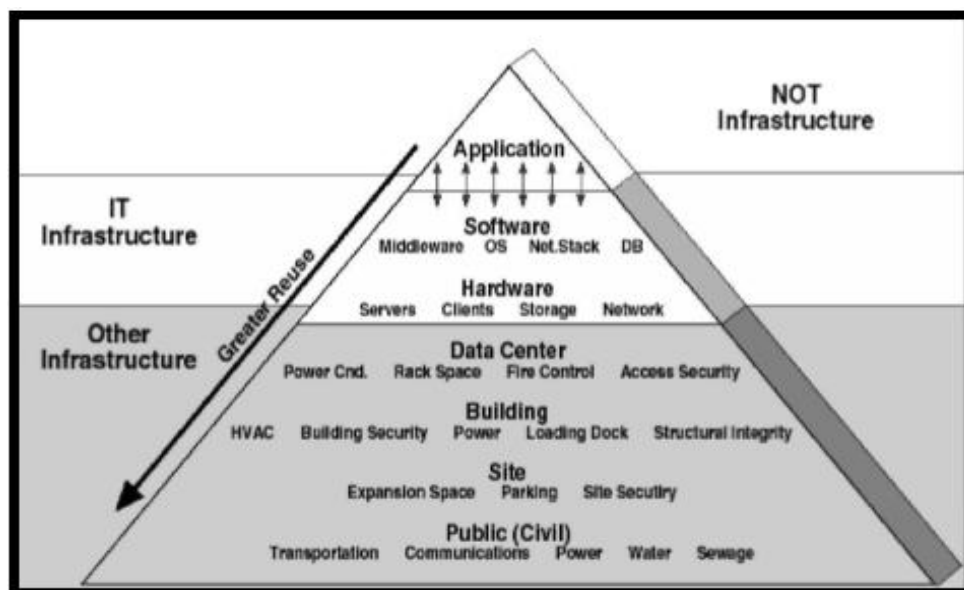 NOT
Infrastructure
Application
IT
Infrastructure
Software
Middleware OS Net.Stack DB
Greater Reuse
Hardware
Servers Clients Storage Network
Other
Infrastructure
Data Center
Power Cnd. Rack Space Fire Control Access Security
Building
HVAC Building Security Power Loading Dock Structural Integrity
Site
Expansion Space Parking Site Secutiry
Public (Civil)
Transportation Communications Power Water Sewage